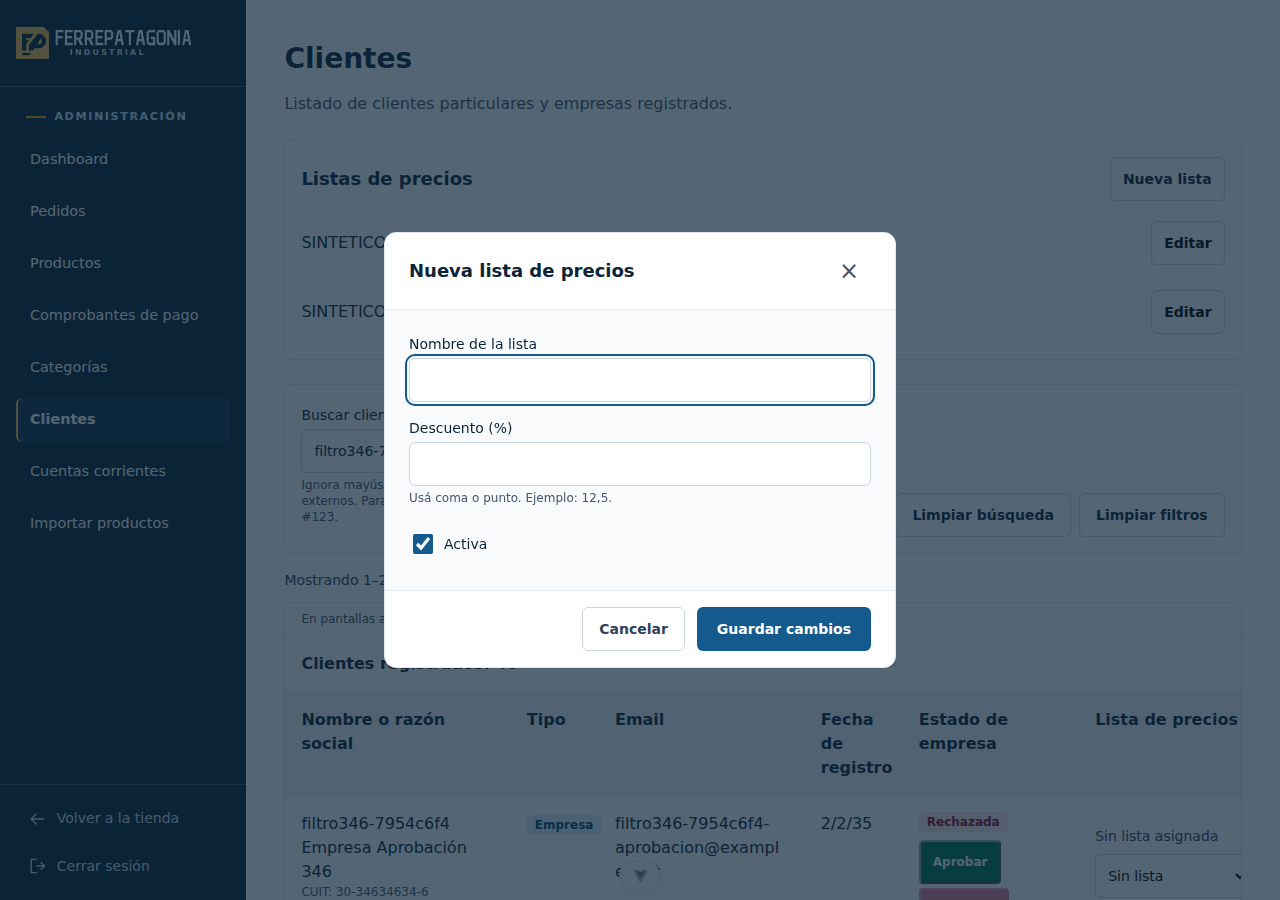 FERREPATAGONIA
INDUSTRIAL
ADMINISTRACIÓN
Dashboard
Pedidos
Productos
Comprobantes de pago
Categorías
Clientes
Cuentas corrientes
Importar productos
Volver a la tienda
Cerrar sesión
Clientes
Listado de clientes particulares y empresas registrados.
Listas de precios
Nueva lista
SINTETICO
Editar
SINTETICO
Editar
Buscar clien
filtro346-7
Ignora mayús
externos. Para
#123.
Limpiar búsqueda
Limpiar filtros
Mostrando 1–2
En pantallas a
Clientes
Nombre o razón
social
Tipo
Email
Fecha
de
registro
Estado de
empresa
Lista de precios
filtro346-7954c6f4
Empresa Aprobación
346
CUIT: 30-34634634-6
Empresa
filtro346-7954c6f4-
aprobacion@exampl
2/2/35
Rechazada
Aprobar
Sin lista asignada
Sin lista
Nueva lista de precios
Nombre de la lista
Descuento (%)
Usá coma o punto. Ejemplo: 12,5.
Activa
Cancelar
Guardar cambios